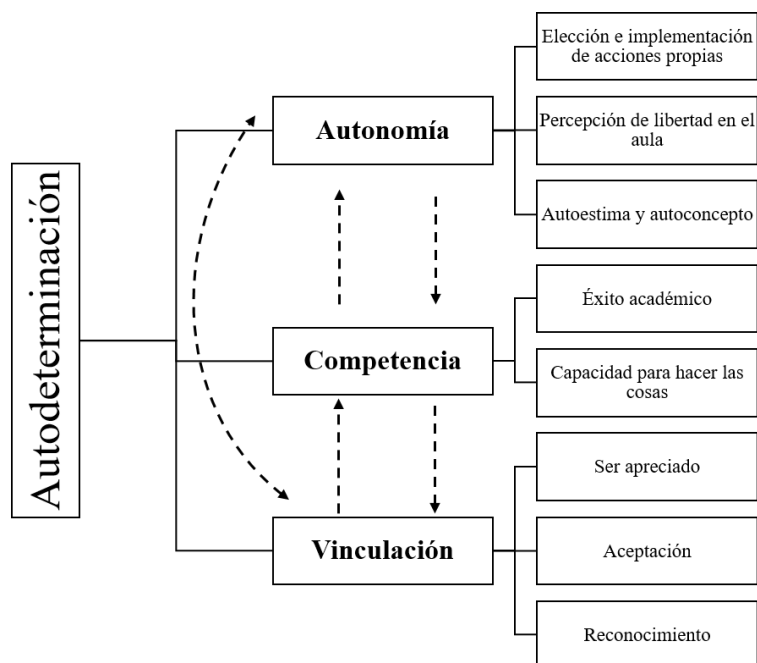 Autodeterminación
Autonomía
Elección e implementación
de acciones propias
Percepción de libertad en el
aula
Autoestima y autoconcepto
Competencia
Éxito académico
Capacidad para hacer las
cosas
Vinculación
Ser apreciado
Aceptación
Reconocimiento